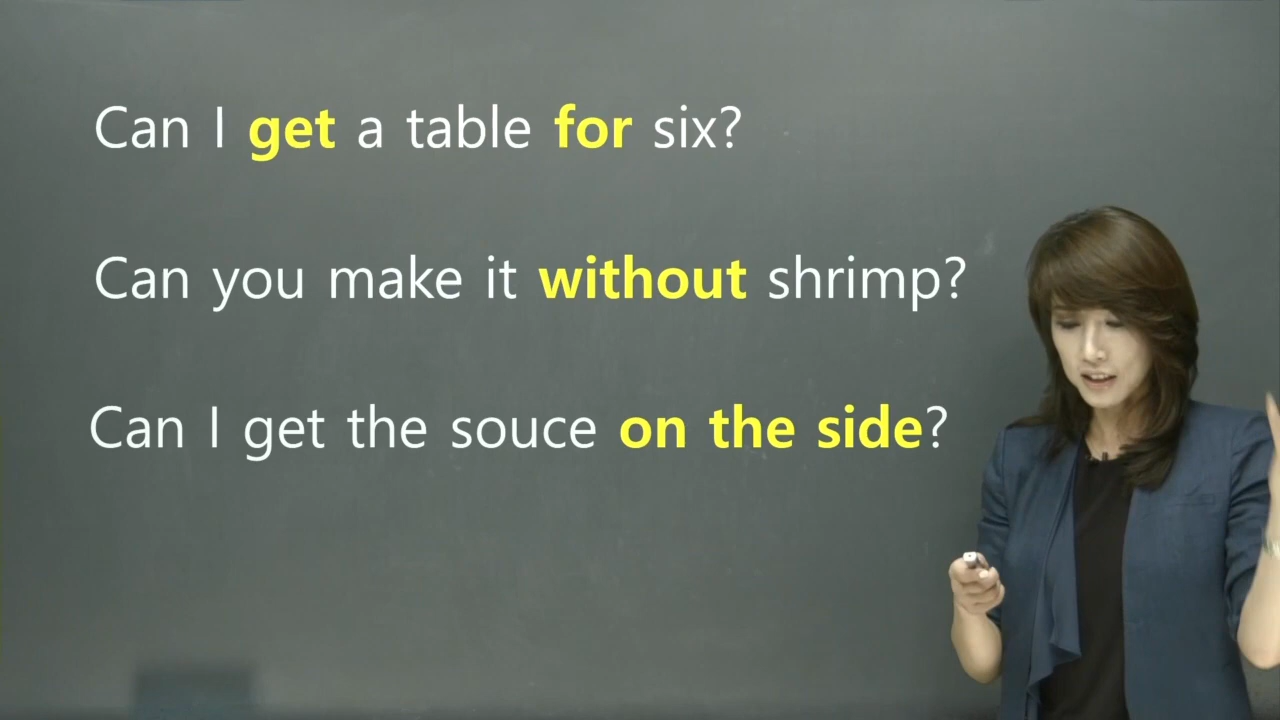 Can I get a table for six?
Can you make it without shrimp?
Can I get the souce on the side?